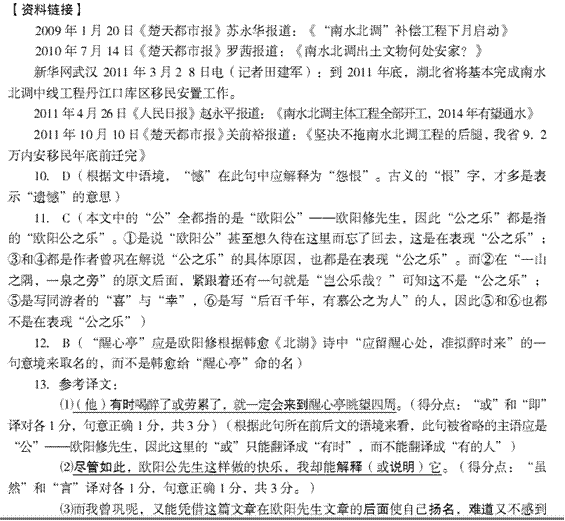 【资料链接】
2009年1月20日《楚天都市报》苏永华报道：《“南水北调”补偿工程下月启动》
2010年7月14日《楚天都市报》罗茜报道：《南水北调出土文物何处安家？》
新华网武汉2011年3月28日电（记者田建军）：到2011年底，湖北省将基本完成南水
北调中线工程丹江口库区移民安置工作。
2011年4月26日《人民日报》赵永平报道：《南水北调主体工程全部开工，2014年有望通水》
2011年10月10日《楚天都市报》关前裕报道：《坚决不拖南水北调工程的后腿，我省9.2
万内安移民年底前迁完》
10. D（根据文中语境，“憾”在此句中应解释为“怨恨”。古义的“恨”字，才多是表
示“遗憾”的意思）
11. C（本文中的“公”全都指的是“欧阳公”——欧阳修先生，因此“公之乐”都是指
的“欧阳公之乐”。①是说“欧阳公”甚至想久待在这里而忘了回去，这是在表现“公之乐”；
③和④都是作者曾巩在解说“公之乐”的具体原因，也都是在表现“公之乐”。而②在“一山
之隅，一泉之旁”的原文后面，紧跟着还有一句就是“岂公乐哉？”可知这不是“公之乐”；
⑤是写同游者的“喜”与“幸”，⑥是写“后百千年，有慕公之为人”的人，因此⑤和⑥也都
不是在表现“公之乐”）
12. B（“醒心亭”应是欧阳修根据韩愈《北湖》诗中“应留醒心处，准拟醉时来”的一
句意境来取名的，而不是韩愈给“醒心亭”命的名）
13. 参考译文：
⑴（他）有时喝醉了或劳累了，就一定会来到醒心亭眺望四周。（得分点：“或”和“即”
译对各1分，句意正确1分，共3分）（根据此句所在前后文的语境来看，此句被省略的主语应是
“公”——欧阳修先生，因此这里的“或”只能翻译成“有时”，而不能翻译成“有的人”）
⑵尽管如此，欧阳公先生这样做的快乐，我却能解释（或说明）它。（得分点：“虽
然”和“言”译对各1分，句意正确1分，共3分。）
⑶而我曾巩呢，又能凭借这篇文章在欧阳先生文章的后面使自己扬名，难道又不感到